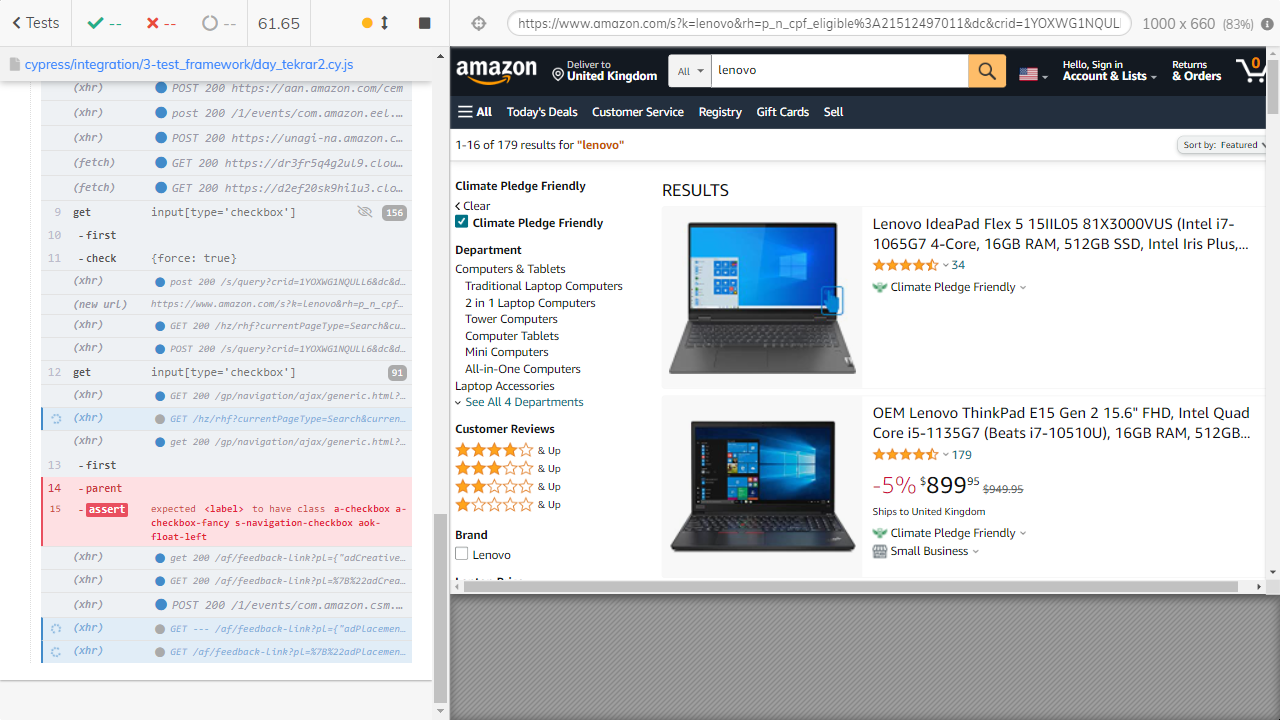 Tests
--
--
--
61.65
https://www.amazon.com/s?k=lenovo&rh=p_n_cpf_eligible%3A21512497011&dc&crid=1YOXWG1NQUL
1000 x 660 (83%)
cypress/integration/3-test_framework/day_tekrar2.cy.js
(xhr) POST 200 https://aan.amazon.com/cem
(xhr) post 200 /1/events/com.amazon.eel....
(xhr) POST 200 https://unagi-na.amazon.c...
(fetch) GET 200 https://dr3fr5q4g2ul9.clou...
(fetch) GET 200 https://d2ef20sk9hi1u3.clo...
9 get input[type='checkbox'] 156
10 -first
11 -check {force: true}
(xhr) post 200 /s/query?crid=1YOXWG1NQULL6&dc&d...
(new url) https://www.amazon.com/s?k=lenovo&rh=p_n_cpf...
(xhr) GET 200 /hz/rhf?currentPageType=Search&cu...
(xhr) POST 200 /s/query?crid=1YOXWG1NQULL6&dc&d...
12 get input[type='checkbox'] 91
(xhr) GET 200 /gp/navigation/ajax/generic.html?...
(xhr) GET /hz/rhf?currentPageType=Search&curren...
(xhr) get 200 /gp/navigation/ajax/generic.html?...
13 -first
14 -parent
15 -assert expected <label> to have class a-checkbox a-
checkbox-fancy s-navigation-checkbox aok-
float-left
(xhr) get 200 /af/feedback-link?pl={"adCreative...
(xhr) GET 200 /af/feedback-link?pl=%7B%22adCrea...
(xhr) POST 200 /1/events/com.amazon.csm....
(xhr) GET --- /af/feedback-link?pl={"adPlacemen...
(xhr) GET /af/feedback-link?pl=%7B%22adPlacemen...
amazon
Deliver to
United Kingdom
All
lenovo
Hello, Sign in
Account & Lists
Returns
& Orders
0
All Today's Deals Customer Service Registry Gift Cards Sell
1-16 of 179 results for "lenovo"
Sort by: Featured
Climate Pledge Friendly
Clear
Climate Pledge Friendly
Department
Computers & Tablets
Traditional Laptop Computers
2 in 1 Laptop Computers
Tower Computers
Computer Tablets
Mini Computers
All-in-One Computers
Laptop Accessories
See All 4 Departments
Customer Reviews
& Up
& Up
& Up
& Up
Brand
Lenovo
RESULTS
Lenovo IdeaPad Flex 5 15IIL05 81X3000VUS (Intel i7-
1065G7 4-Core, 16GB RAM, 512GB SSD, Intel Iris Plus,...
34
Climate Pledge Friendly
OEM Lenovo ThinkPad E15 Gen 2 15.6" FHD, Intel Quad
Core i5-1135G7 (Beats i7-10510U), 16GB RAM, 512GB...
179
-5% $899.95 $949.95
Ships to United Kingdom
Climate Pledge Friendly
Small Business